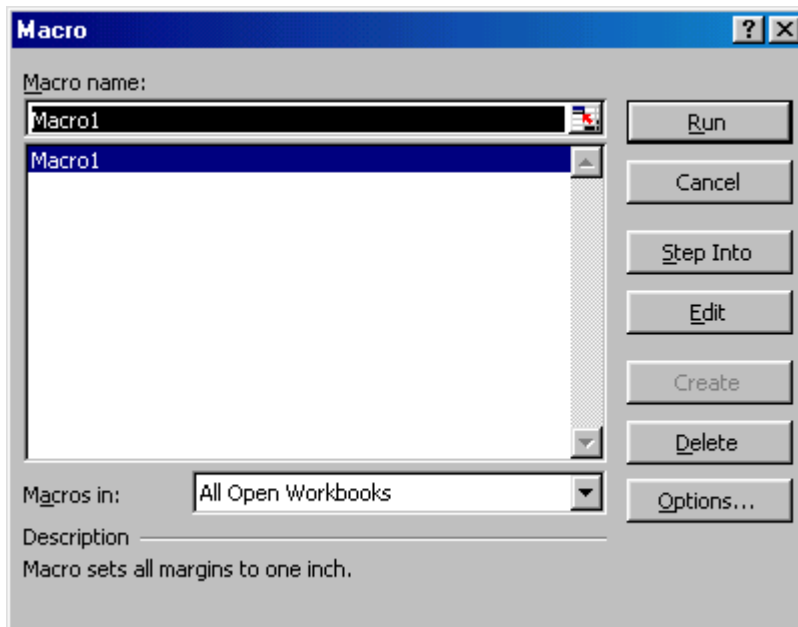 Macro
Macro name:
Macro1
Run
Macro1
Cancel
Step Into
Edit
Create
Delete
Macros in:
All Open Workbooks
Options...
Description
Macro sets all margins to one inch.